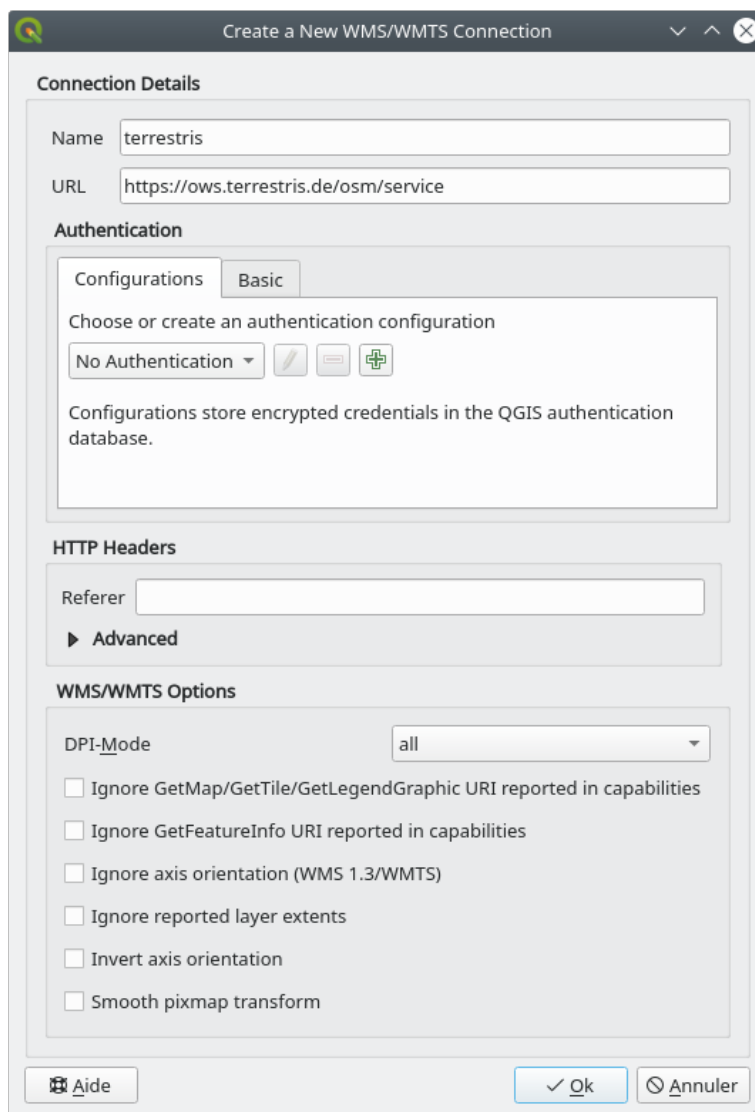 Create a New WMS/WMTS Connection
Connection Details
Name terrestris
URL https://ows.terrestris.de/osm/service
Authentication
Configurations Basic
Choose or create an authentication configuration
No Authentication
Configurations store encrypted credentials in the QGIS authentication
database.
HTTP Headers
Referer
Advanced
WMS/WMTS Options
DPI-Mode all
Ignore GetMap/GetTile/GetLegendGraphic URI reported in capabilities
Ignore GetFeatureInfo URI reported in capabilities
Ignore axis orientation (WMS 1.3/WMTS)
Ignore reported layer extents
Invert axis orientation
Smooth pixmap transform
Aide Ok Annuler